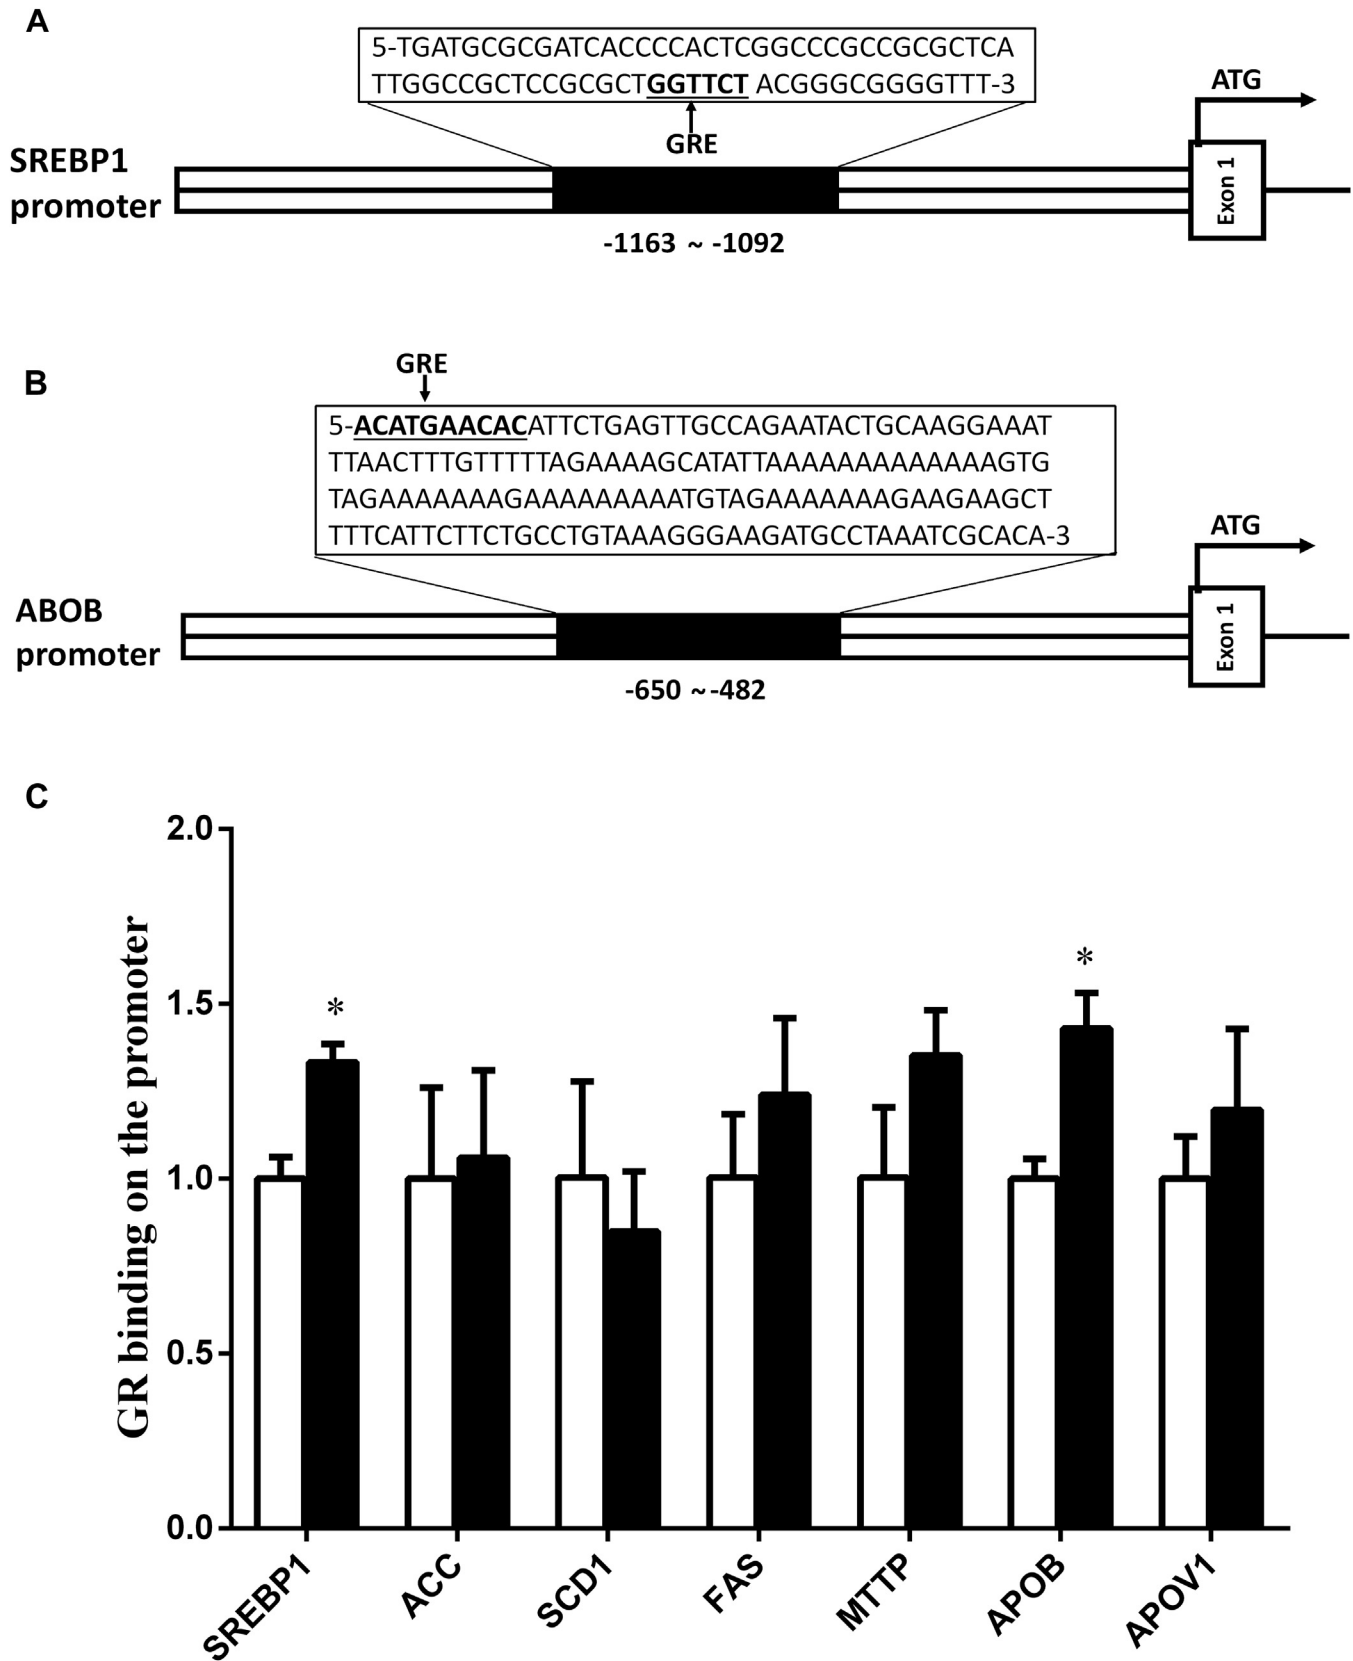 A
5-TGATGCGCGATCACCCCACTCGGCCCGCCGCGCTCA
TTGGCCGCTCCGCGCTGGTTCT ACGGGCGGGGTTT-3
GRE
ATG
SREBP1
promoter
Exon 1
-1163 ~ -1092
B
GRE
5-ACATGAACACATTCTGAGTTGCCAGAATACTGCAAGGAAAT
TTAACTTTGTTTTTAGAAAAGCATATTAAAAAAAAAAAAAGTG
TAGAAAAAAAGAAAAAAAAATGTAGAAAAAAAGAAGAAGCT
TTTCATTCTTCTGCCTGTAAAGGGAAGATGCCTAAATCGCACA-3
ATG
ABOB
promoter
Exon 1
-650 ~-482
C
GR binding on the promoter
2.0
1.5
1.0
0.5
0.0
*
*
SREBP1
ACC
SCD1
FAS
MTTP
APOB
APOV1